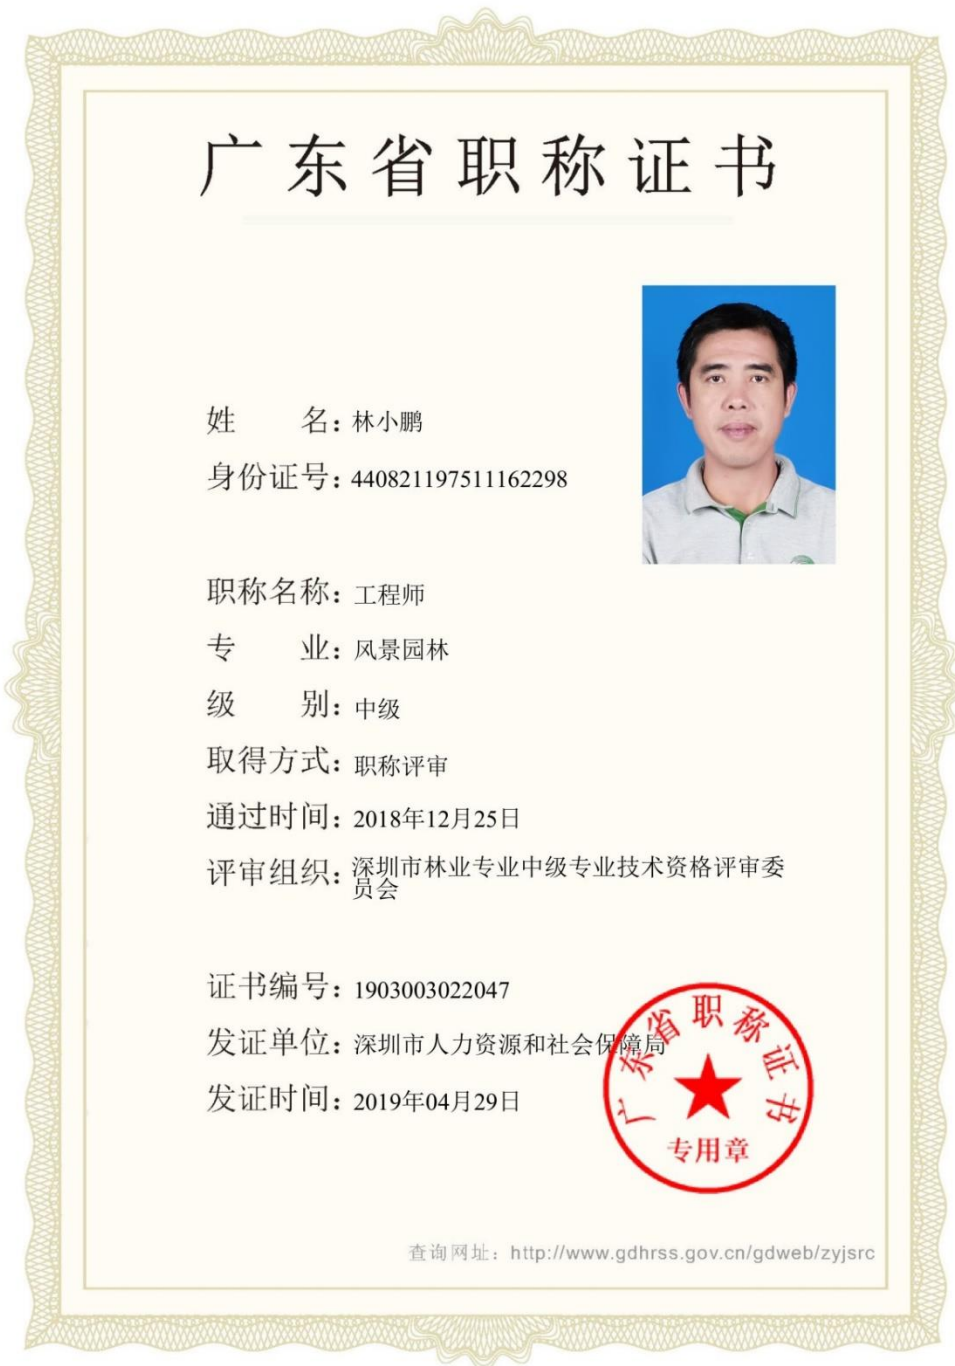 广东省职称证书
姓名：林小鹏
身份证号：440821197511162298
职称名称：工程师
专业：风景园林
级别：中级
取得方式：职称评审
通过时间：2018年12月25日
评审组织：深圳市林业专业中级专业技术资格评审委
员会
证书编号：1903003022047
发证单位：深圳市人力资源和社会保障局
发证时间：2019年04月29日
广东省职称证书
专用章
查询网址：http://www.gdhrss.gov.cn/gdweb/zyjsrc